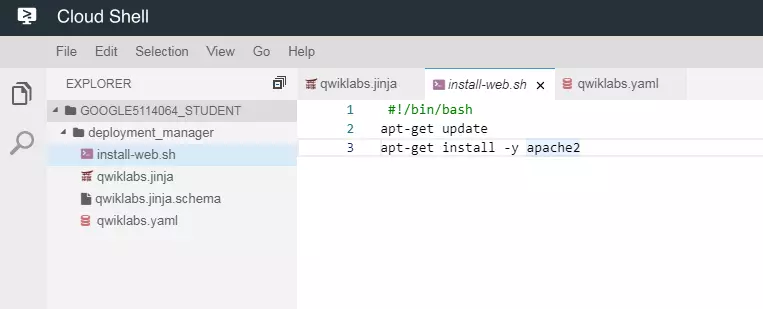 Cloud Shell
File Edit Selection View Go Help
EXPLORER
GOOGLE5114064_STUDENT
deployment_manager
install-web.sh
qwiklabs.jinja
qwiklabs.jinja.schema
qwiklabs.yaml
qwiklabs.jinja install-web.sh x qwiklabs.yaml
1 #!/bin/bash
2 apt-get update
3 apt-get install -y apache2